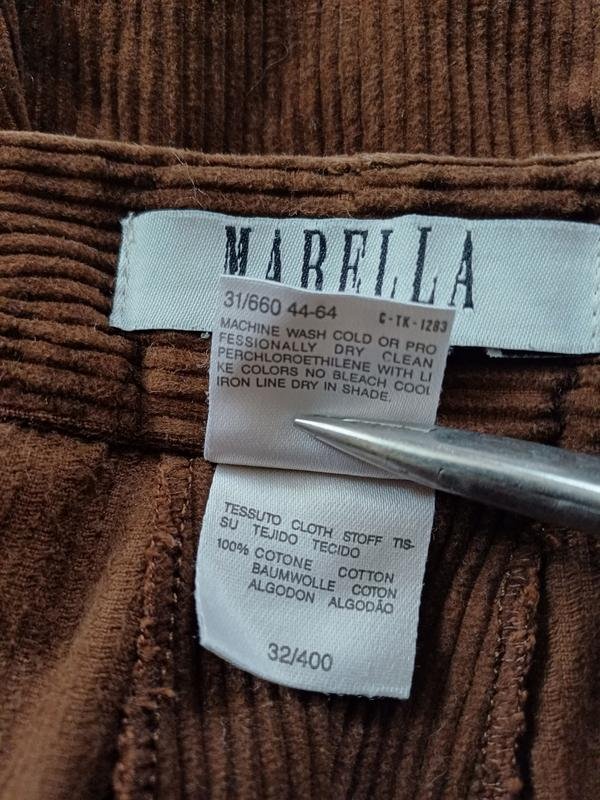 MARELLA
31/660 44-64 C-TK-1283
MACHINE WASH COLD OR PRO
FESSIONALLY DRY CLEAN
PERCHLOROETHILENE WITH LI
KE COLORS NO BLEACH COOL
IRON LINE DRY IN SHADE.
TESSUTO CLOTH STOFF TIS-
SU TEJIDO TECIDO
100% COTONE COTTON
BAUMWOLLE COTON
ALGODON ALGODÃO
32/400